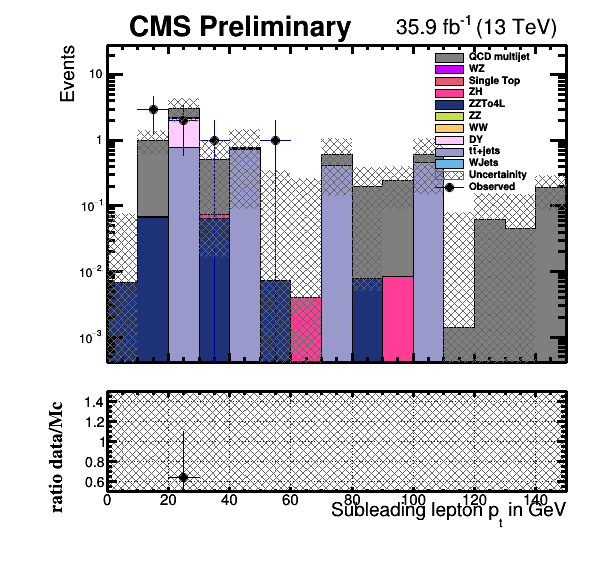 CMS Preliminary 35.9 fb⁻¹ (13 TeV)
Events
10
1
10⁻¹
10⁻²
10⁻³
QCD multijet
WZ
Single Top
ZH
ZZTo4L
ZZ
WW
DY
tt+jets
WJets
Uncertainity
Observed
ratio data/Mc
1.4
1.2
1
0.8
0.6
0 20 40 60 80 100 120 140
Subleading lepton pt in GeV